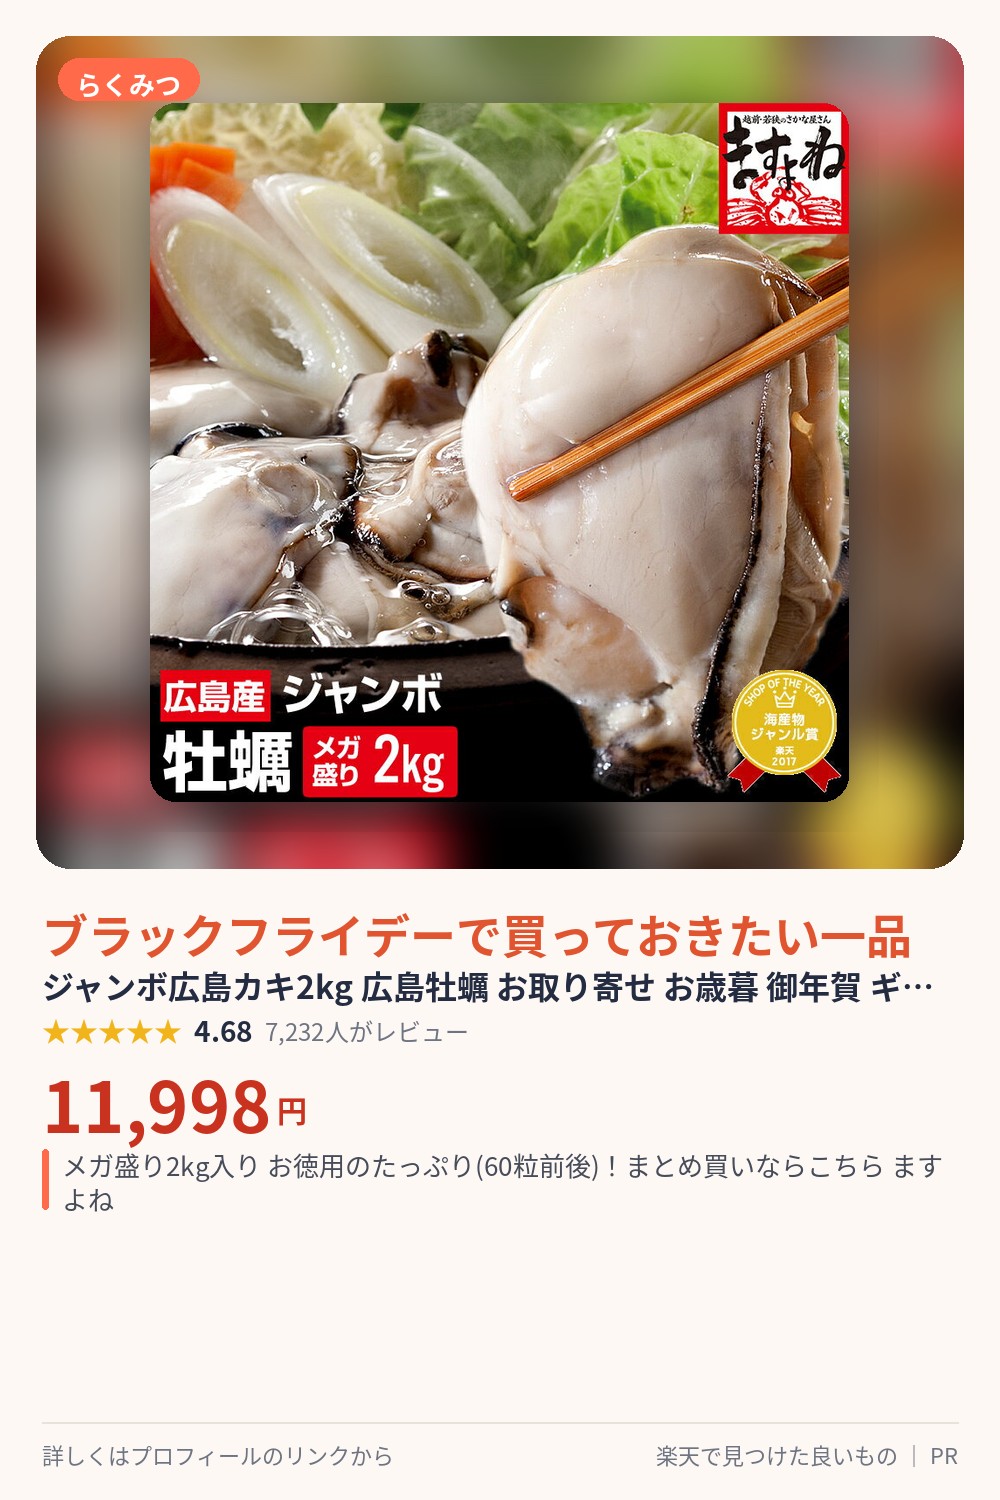 らくみつ
越前・若狭のさかな屋さん
ますよね
広島産 ジャンボ
牡蠣 メガ盛り 2kg
SHOP OF THE YEAR
海産物
ジャンル賞
楽天
2017
ブラックフライデーで買っておきたい一品
ジャンボ広島カキ2kg 広島牡蠣 お取り寄せ お歳暮 御年賀 ギ…
★★★★★ 4.68 7,232人がレビュー
11,998円
メガ盛り2kg入り お徳用のたっぷり(60粒前後)！まとめ買いならこちら ます
よね
詳しくはプロフィールのリンクから
楽天で見つけた良いもの｜PR